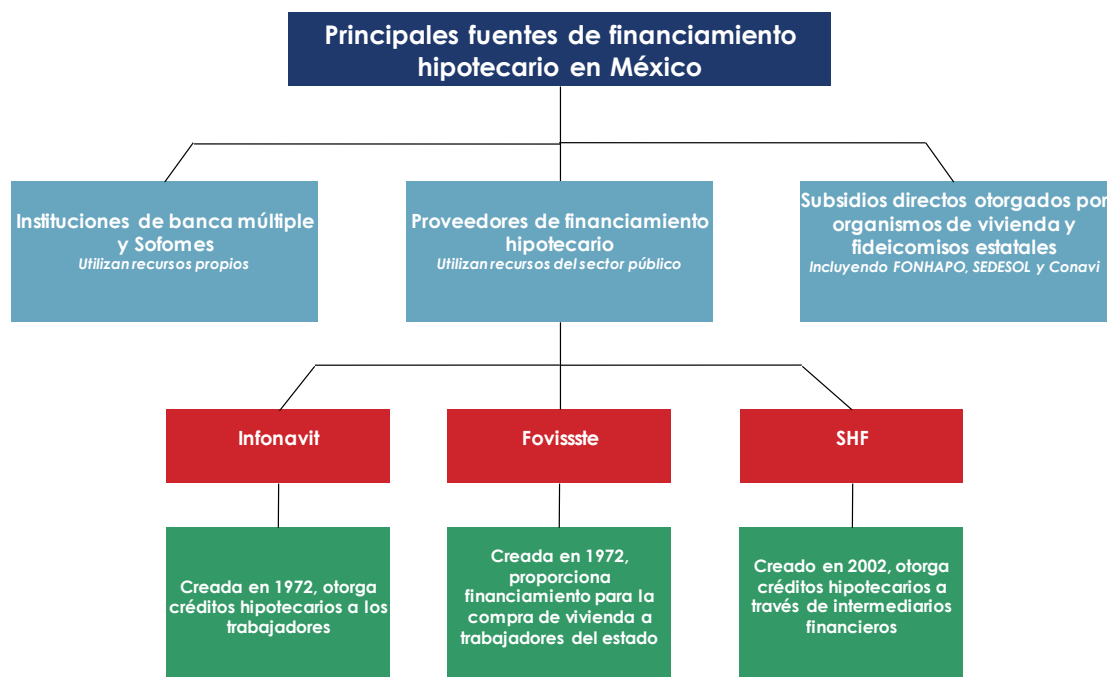 Principales fuentes de financiamiento
hipotecario en México
Instituciones de banca múltiple
y Sofomes
Utilizan recursos propios
Proveedores de financiamiento
hipotecario
Utilizan recursos del sector público
Subsidios directos otorgados por
organismos de vivienda y
fideicomisos estatales
Incluyendo FONHAPO, SEDESOL y Conavi
Infonavit
Fovissste
SHF
Creada en 1972, otorga
créditos hipotecarios a los
trabajadores
Creada en 1972,
proporciona
financiamiento para la
compra de vivienda a
trabajadores del estado
Creado en 2002, otorga
créditos hipotecarios a
través de intermediarios
financieros